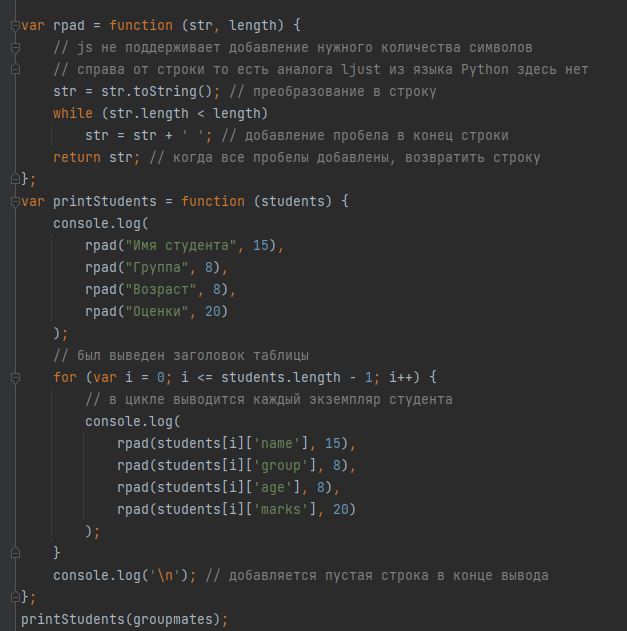 var rpad = function (str, length) {
    // js не поддерживает добавление нужного количества символов
    // справа от строки то есть аналога ljust из языка Python здесь нет
    str = str.toString(); // преобразование в строку
    while (str.length < length)
        str = str + ' '; // добавление пробела в конец строки
    return str; // когда все пробелы добавлены, возвратить строку
};
var printStudents = function (students) {
    console.log(
        rpad("Имя студента", 15),
        rpad("Группа", 8),
        rpad("Возраст", 8),
        rpad("Оценки", 20)
    );
    // был выведен заголовок таблицы
    for (var i = 0; i <= students.length - 1; i++) {
        // в цикле выводится каждый экземпляр студента
        console.log(
            rpad(students[i]['name'], 15),
            rpad(students[i]['group'], 8),
            rpad(students[i]['age'], 8),
            rpad(students[i]['marks'], 20)
        );
    }
    console.log('\n'); // добавляется пустая строка в конце вывода
};
printStudents(groupmates);